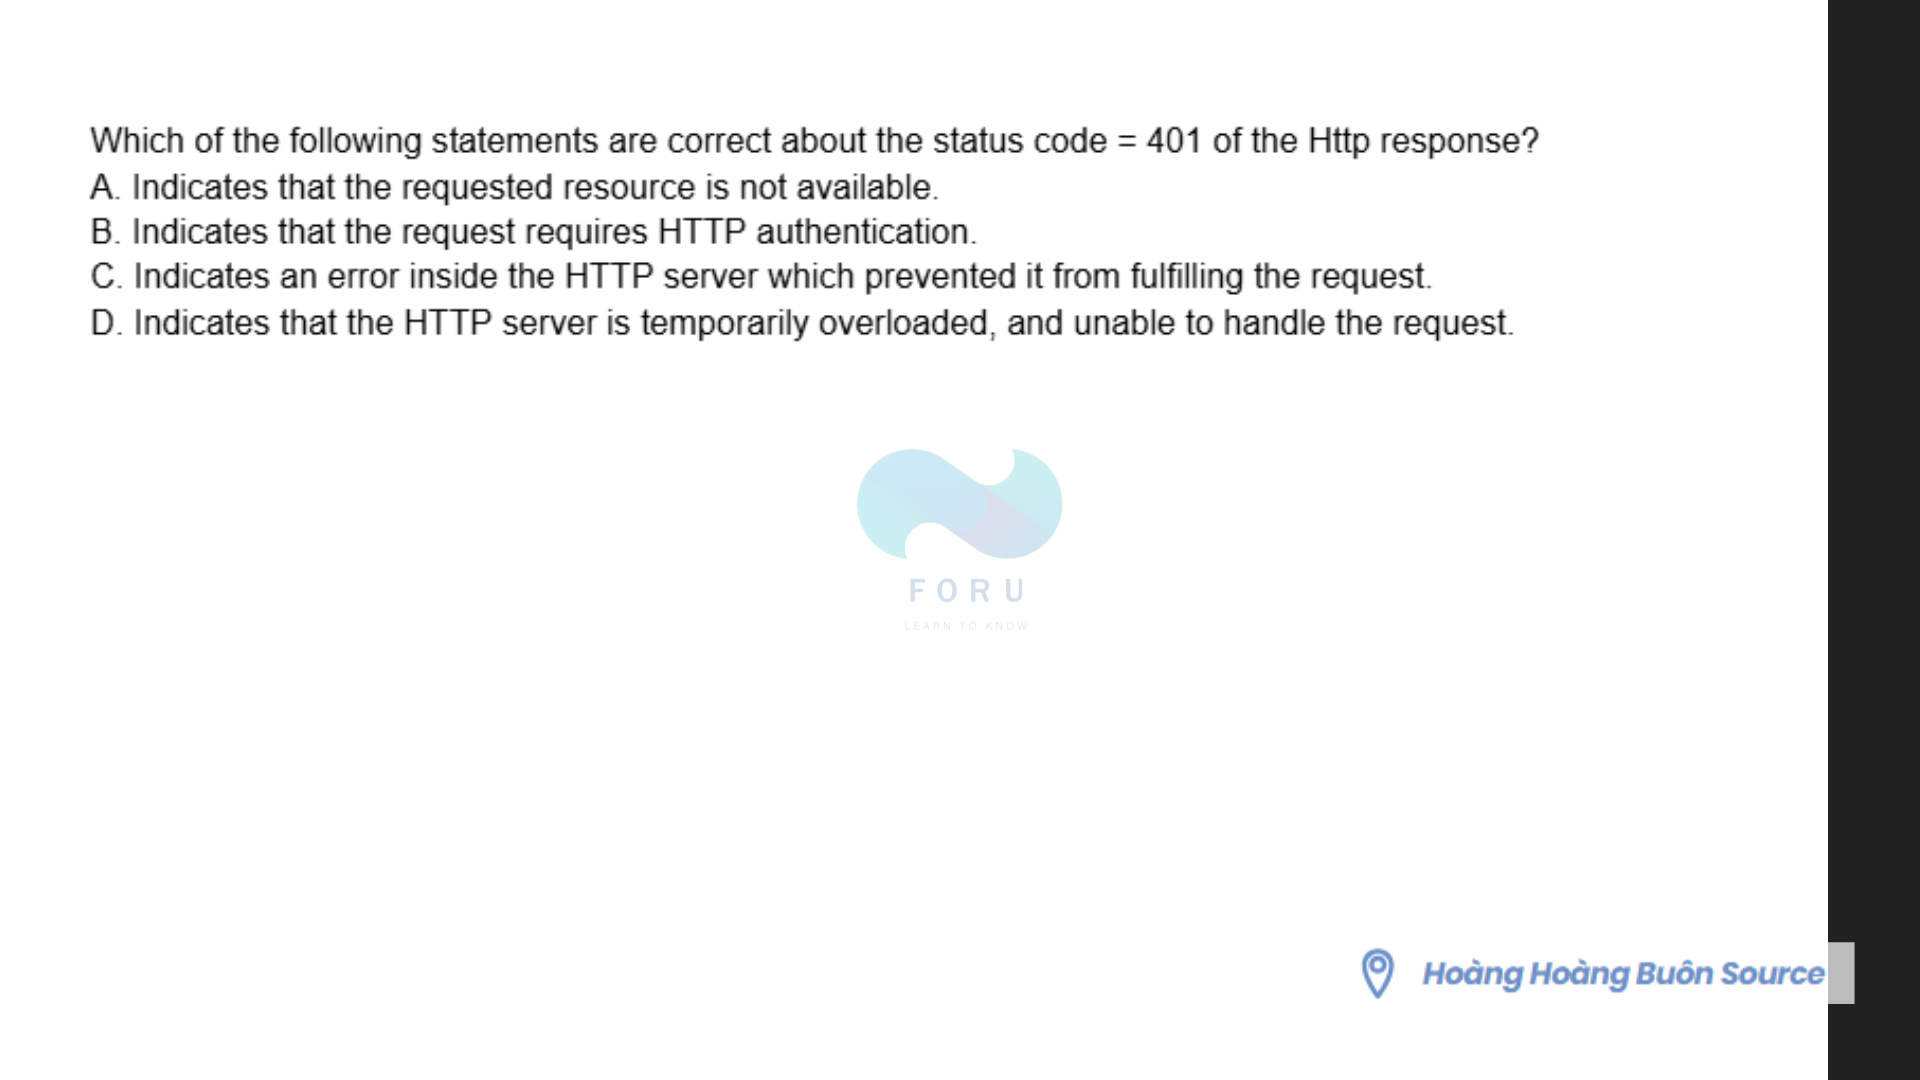 Which of the following statements are correct about the status code = 401 of the Http response?
A. Indicates that the requested resource is not available.
B. Indicates that the request requires HTTP authentication.
C. Indicates an error inside the HTTP server which prevented it from fulfilling the request.
D. Indicates that the HTTP server is temporarily overloaded, and unable to handle the request.
FORU
LEARN TO KNOW
Hoàng Hoàng Buôn Source